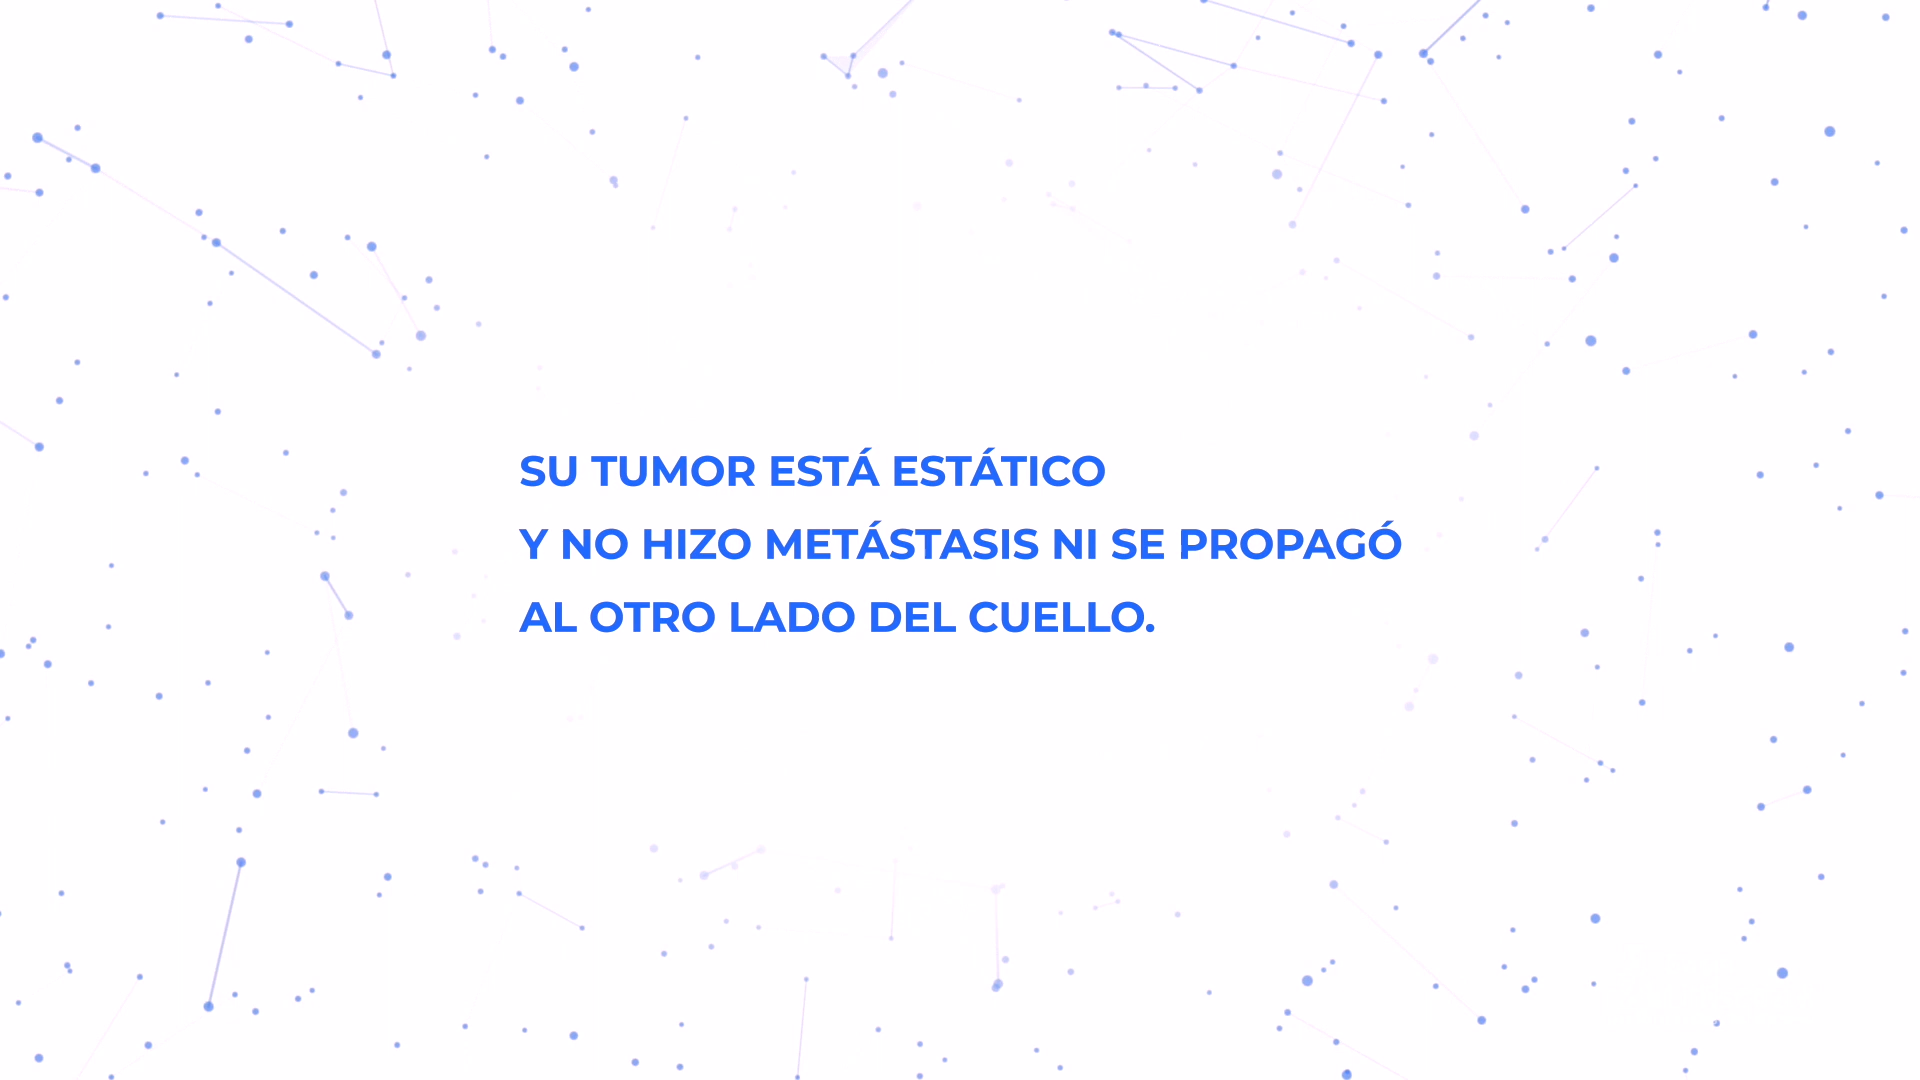 SU TUMOR ESTÁ ESTÁTICO
Y NO HIZO METÁSTASIS NI SE PROPAGÓ
AL OTRO LADO DEL CUELLO.